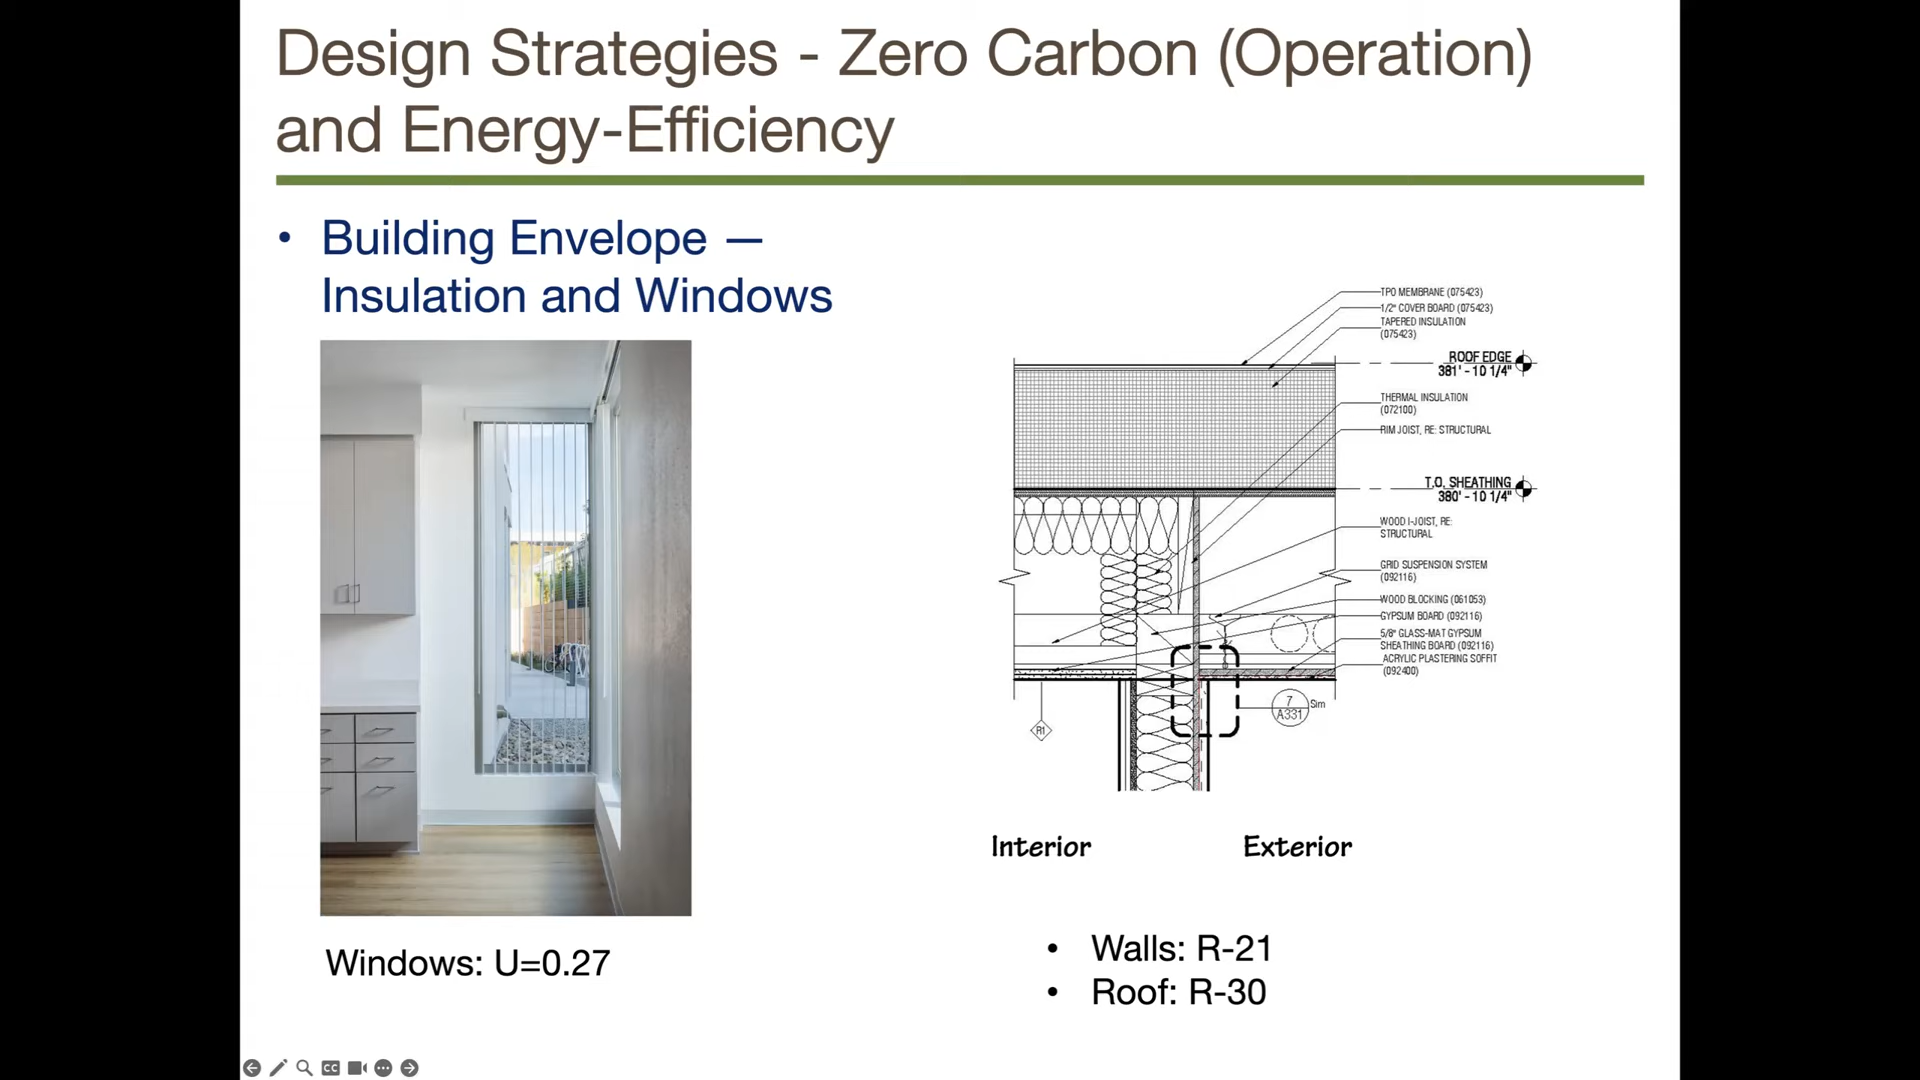 Design Strategies - Zero Carbon (Operation)
and Energy-Efficiency
• Building Envelope —
Insulation and Windows
TPO MEMBRANE (075423)
1/2" COVER BOARD (075423)
TAPERED INSULATION
(075423)
ROOF EDGE
381' - 10 1/4"
THERMAL INSULATION
(072100)
RIM JOIST, RE: STRUCTURAL
T.O. SHEATHING
380' - 10 1/4"
WOOD I-JOIST, RE:
STRUCTURAL
GRID SUSPENSION SYSTEM
(092116)
WOOD BLOCKING (061053)
GYPSUM BOARD (092116)
5/8" GLASS-MAT GYPSUM
SHEATHING BOARD (092116)
ACRYLIC PLASTERING SOFFIT
(092400)
7
A331
Sim
R1
Interior
Exterior
Windows: U=0.27
• Walls: R-21
• Roof: R-30
CC